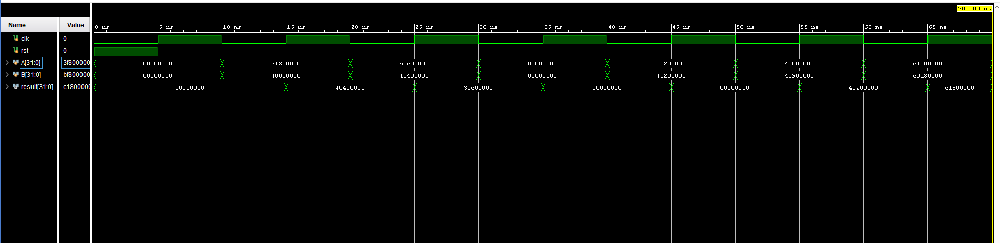 70.000 ns
Name Value
0 ns 5 ns 10 ns 15 ns 20 ns 25 ns 30 ns 35 ns 40 ns 45 ns 50 ns 55 ns 60 ns 65 ns
clk 0
rst 0
A[31:0] 3f800000 00000000 3f800000 bfc00000 00000000 c0200000 40b00000 c1200000
B[31:0] bf800000 00000000 40000000 40400000 00000000 40200000 40900000 c0a80000
result[31:0] c1800000 00000000 40400000 3fc00000 00000000 00000000 41200000 c1800000